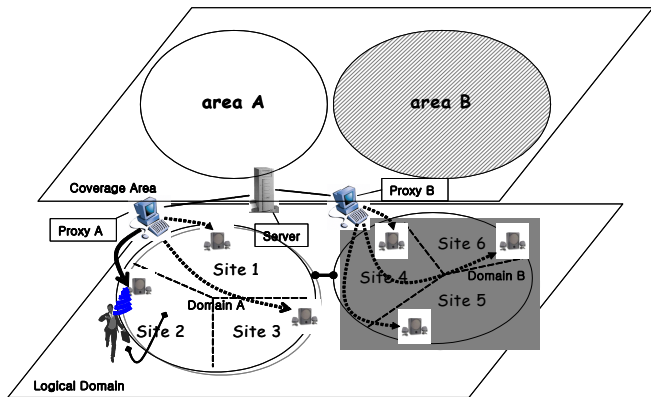 area A
area B
Coverage Area
Proxy B
Proxy A
Server
Site 1
Site 6
Site 4
Domain B
Domain A
Site 5
Site 2
Site 3
Logical Domain